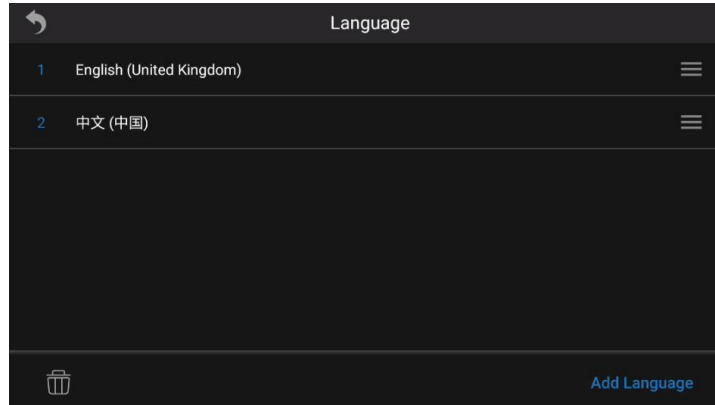 Language
1 English (United Kingdom)
2 中文 (中国)
Add Language